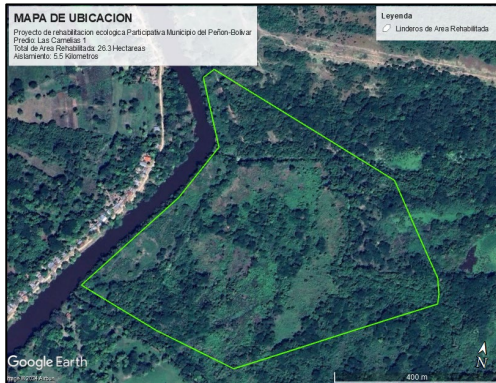 MAPA DE UBICACION
Proyecto de rehabilitacion ecologica Participativa Municipio del Peñon-Bolivar
Predio: Las Camelias 1
Total de Area Rehabilitada: 26.3 Hectareas
Aislamiento: 5.5 Kilometros
Leyenda
Linderos de Area Rehabilitada
Google Earth
400 m
N